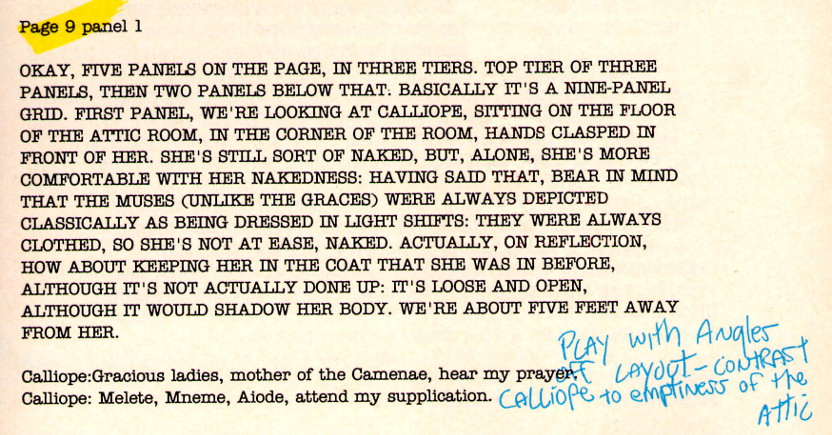 Page 9 panel 1
OKAY, FIVE PANELS ON THE PAGE, IN THREE TIERS. TOP TIER OF THREE
PANELS, THEN TWO PANELS BELOW THAT. BASICALLY IT'S A NINE-PANEL
GRID. FIRST PANEL, WE'RE LOOKING AT CALLIOPE, SITTING ON THE FLOOR
OF THE ATTIC ROOM, IN THE CORNER OF THE ROOM, HANDS CLASPED IN
FRONT OF HER. SHE'S STILL SORT OF NAKED, BUT, ALONE, SHE'S MORE
COMFORTABLE WITH HER NAKEDNESS: HAVING SAID THAT, BEAR IN MIND
THAT THE MUSES (UNLIKE THE GRACES) WERE ALWAYS DEPICTED
CLASSICALLY AS BEING DRESSED IN LIGHT SHIFTS: THEY WERE ALWAYS
CLOTHED, SO SHE'S NOT AT EASE, NAKED. ACTUALLY, ON REFLECTION,
HOW ABOUT KEEPING HER IN THE COAT THAT SHE WAS IN BEFORE,
ALTHOUGH IT'S NOT ACTUALLY DONE UP: IT'S LOOSE AND OPEN,
ALTHOUGH IT WOULD SHADOW HER BODY. WE'RE ABOUT FIVE FEET AWAY
FROM HER.
Calliope:Gracious ladies, mother of the Camenae, hear my prayer.
Calliope: Melete, Mneme, Aiode, attend my supplication.
PLAY with ANgles
of LAYOUT-CONTRAST
CALLiope to emptiness of the
Attic